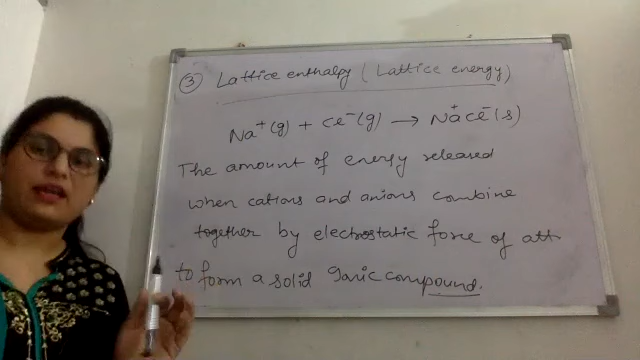 ③ Lattice enthalpy (Lattice energy)
Na⁺(g) + Cl⁻(g) → Na⁺Cl⁻(s)
The amount of energy released
when cations and anions combine
together by electrostatic force of attr
to form a solid ionic compound.